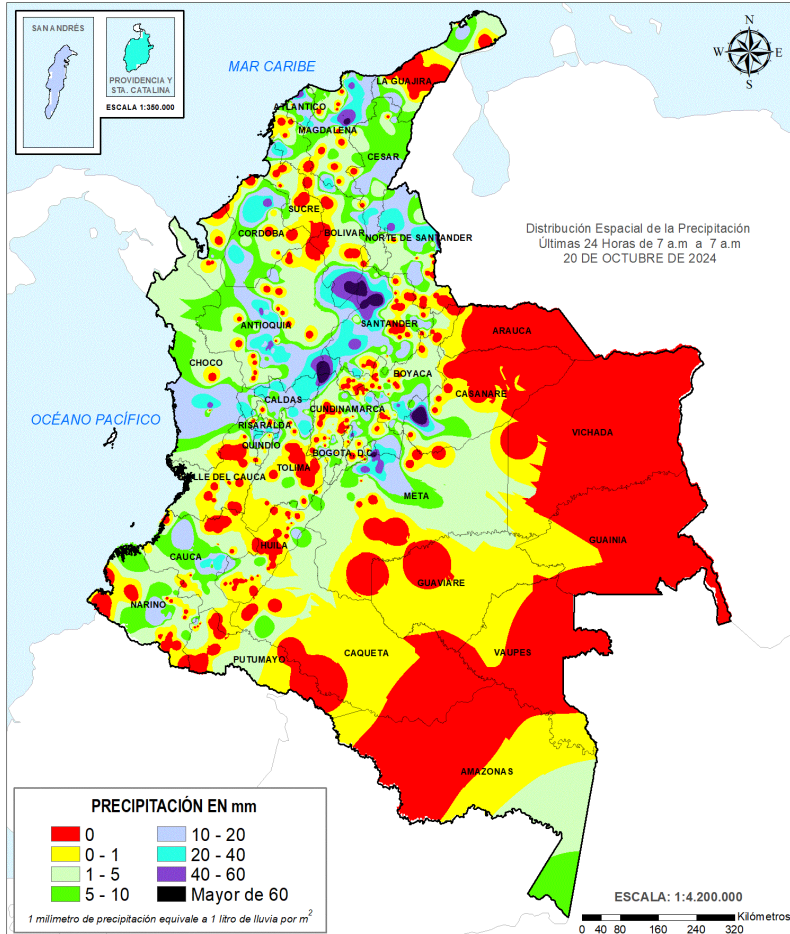 SAN ANDRÉS
PROVIDENCIA Y
STA. CATALINA
ESCALA 1:350.000
MAR CARIBE
N
W
E
S
LA GUAJIRA
ATLANTICO
MAGDALENA
CESAR
SUCRE
CORDOBA
BOLIVAR
NORTE DE SANTANDER
Distribución Espacial de la Precipitación
Últimas 24 Horas de 7 a.m a 7 a.m
20 DE OCTUBRE DE 2024
ANTIOQUIA
SANTANDER
ARAUCA
CHOCO
BOYACA
CASANARE
CALDAS
CUNDINAMARCA
OCÉANO PACÍFICO
RISARALDA
VICHADA
QUINDIO
BOGOTA, D.C.
TOLIMA
VALLE DEL CAUCA
META
GUAINIA
HUILA
CAUCA
GUAVIARE
NARIÑO
CAQUETA
VAUPES
PUTUMAYO
AMAZONAS
PRECIPITACIÓN EN mm
0
10 - 20
0 - 1
20 - 40
1 - 5
40 - 60
5 - 10
Mayor de 60
1 milímetro de precipitación equivale a 1 litro de lluvia por m²
ESCALA: 1:4.200.000
Kilómetros
0 40 80 160 240 320